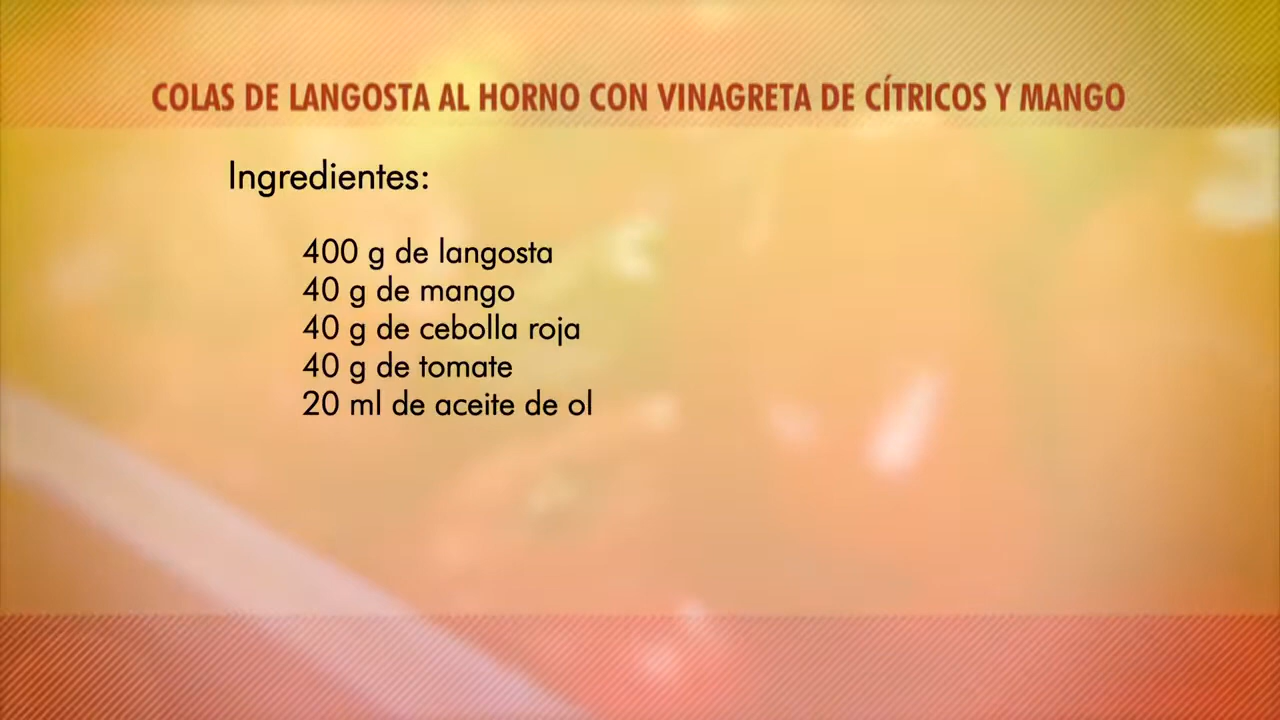 COLAS DE LANGOSTA AL HORNO CON VINAGRETA DE CÍTRICOS Y MANGO
Ingredientes:
400 g de langosta
40 g de mango
40 g de cebolla roja
40 g de tomate
20 ml de aceite de ol